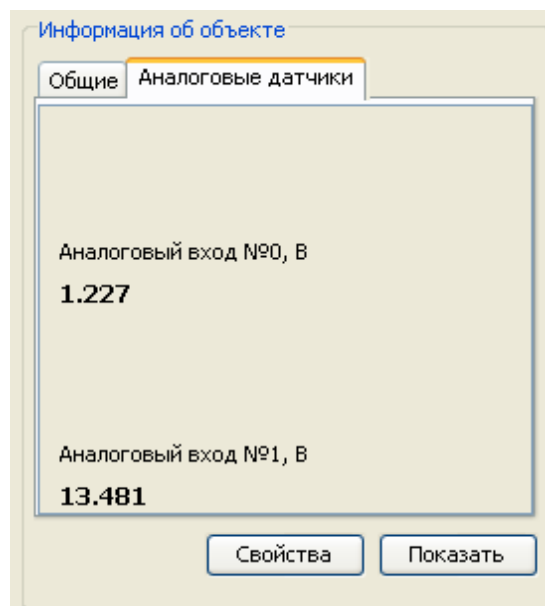 Информация об объекте
Общие Аналоговые датчики
Аналоговый вход №0, В
1.227
Аналоговый вход №1, В
13.481
Свойства Показать